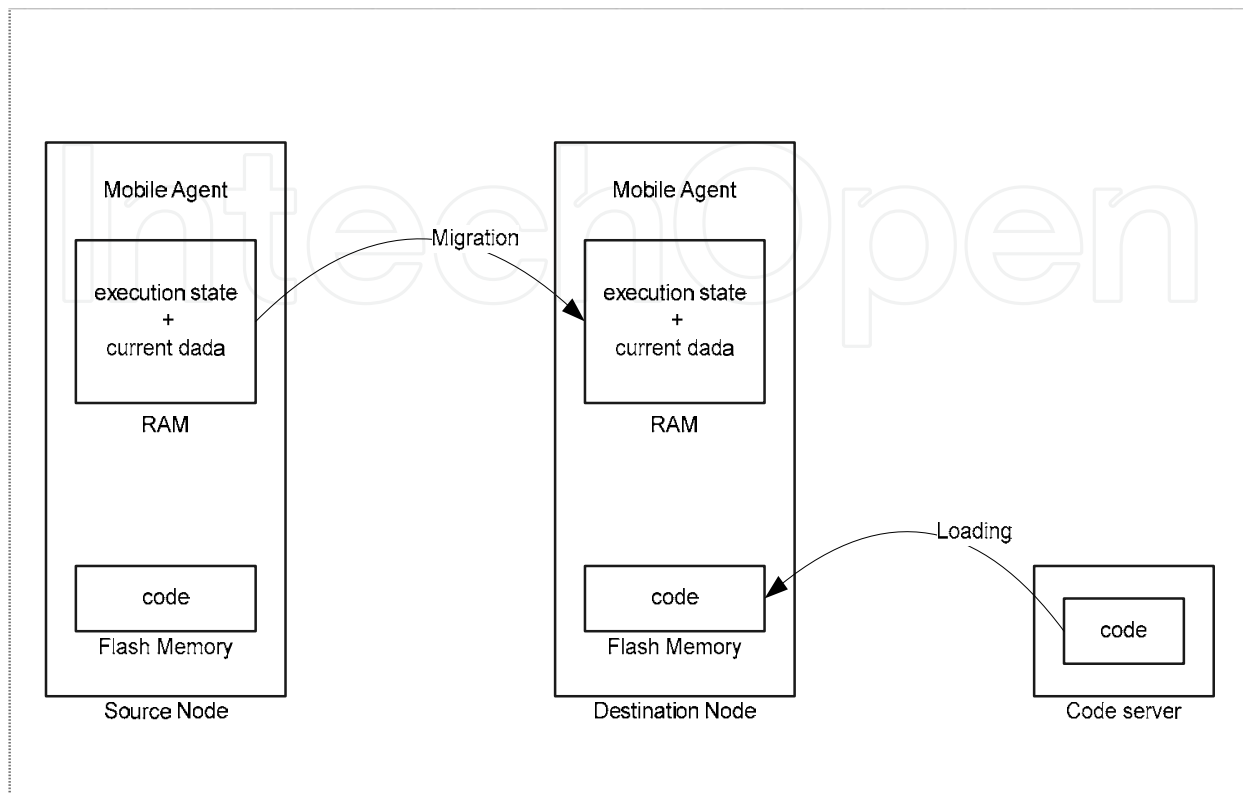 IntechOpen
Mobile Agent
execution state
+
current dada
RAM
code
Flash Memory
Source Node
Migration
Mobile Agent
execution state
+
current dada
RAM
code
Flash Memory
Destination Node
Loading
code
Code server